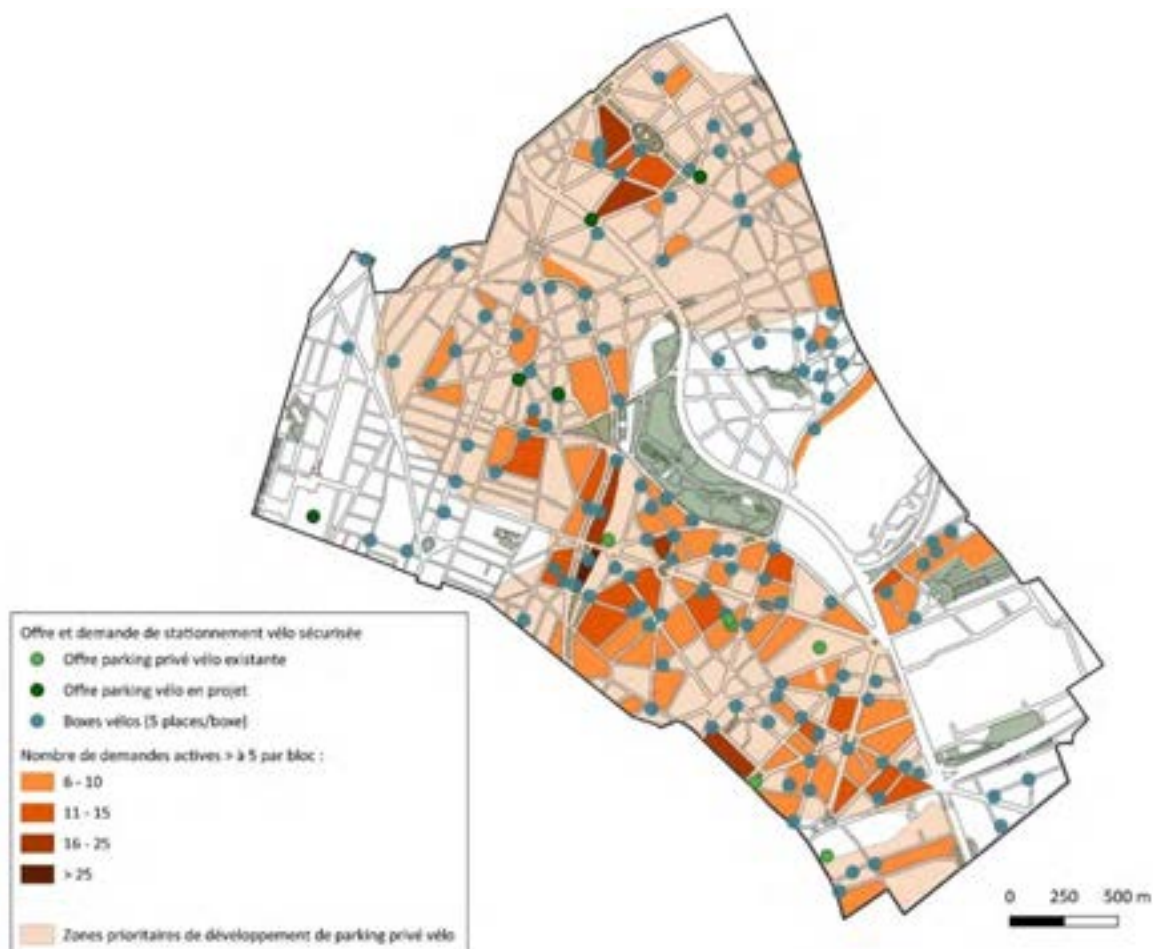 Offre et demande de stationnement vélo sécurisée
Offre parking privé vélo existante
Offre parking vélo en projet
Boxes vélos (5 places/boxe)
Nombre de demandes actives > à 5 par bloc :
6 - 10
11 - 15
16 - 25
> 25
Zones prioritaires de développement de parking privé vélo
0 250 500 m